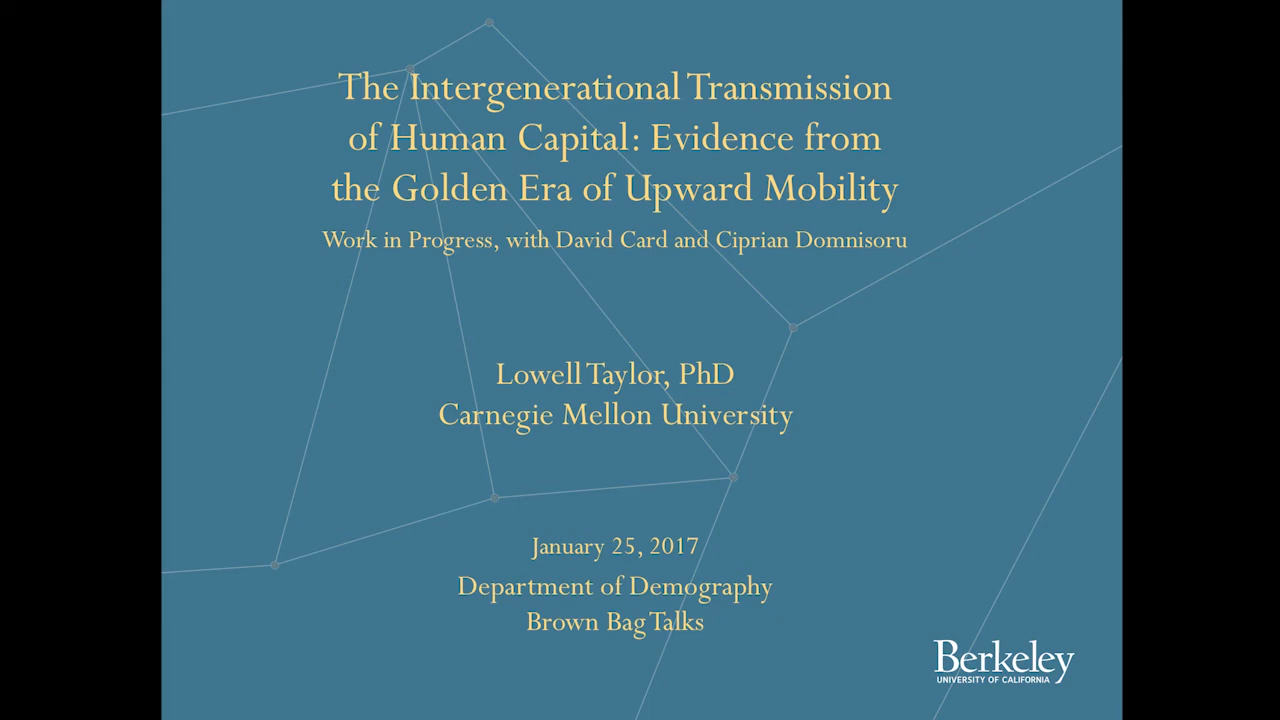 The Intergenerational Transmission
of Human Capital: Evidence from
the Golden Era of Upward Mobility
Work in Progress, with David Card and Ciprian Domnisoru
Lowell Taylor, PhD
Carnegie Mellon University
January 25, 2017
Department of Demography
Brown Bag Talks
Berkeley
UNIVERSITY OF CALIFORNIA